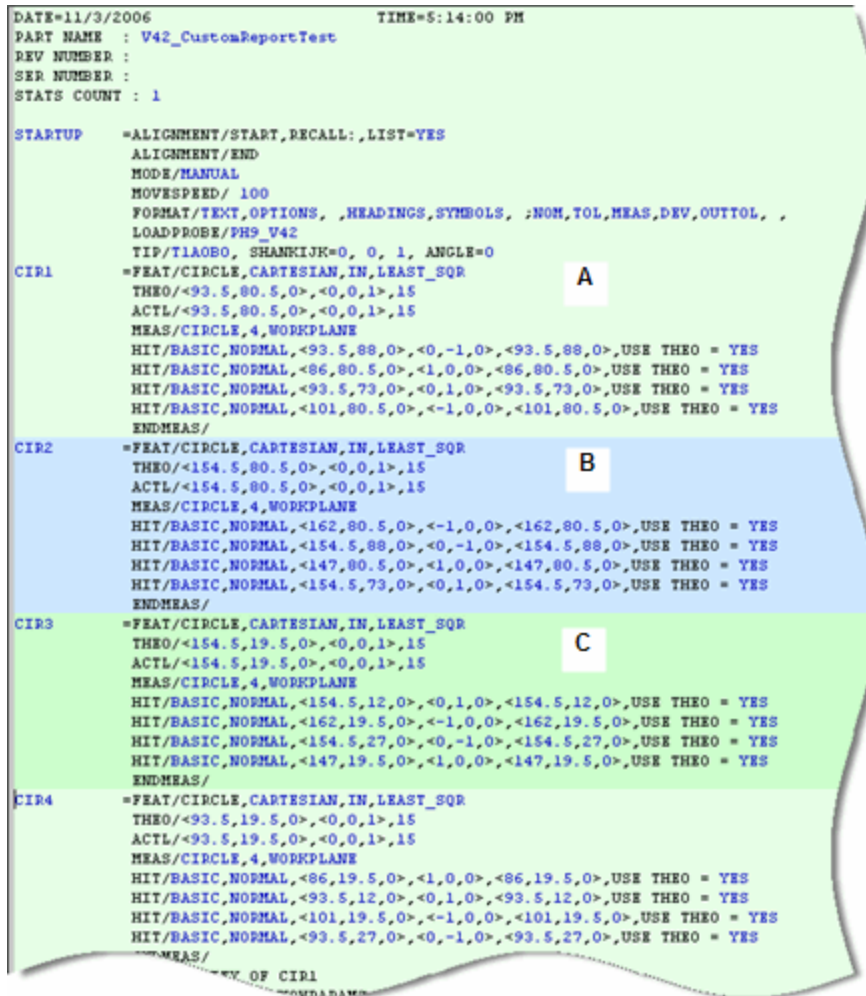 DATE=11/3/2006 TIME=5:14:00 PM
PART NAME : V42_CustomReportTest
REV NUMBER :
SER NUMBER :
STATS COUNT : 1
STARTUP =ALIGNMENT/START,RECALL:,LIST=YES
ALIGNMENT/END
MODE/MANUAL
MOVESPEED/ 100
FORMAT/TEXT,OPTIONS, ,HEADINGS,SYMBOLS, ;NOM,TOL,MEAS,DEV,OUTTOL, ,
LOADPROBE/PH9_V42
TIP/T1A0B0, SHANKIJK=0, 0, 1, ANGLE=0
CIR1 =FEAT/CIRCLE,CARTESIAN,IN,LEAST_SQR A
THEO/<93.5,80.5,0>,<0,0,1>,15
ACTL/<93.5,80.5,0>,<0,0,1>,15
MEAS/CIRCLE,4,WORKPLANE
HIT/BASIC,NORMAL,<93.5,88,0>,<0,-1,0>,<93.5,88,0>,USE THEO = YES
HIT/BASIC,NORMAL,<86,80.5,0>,<1,0,0>,<86,80.5,0>,USE THEO = YES
HIT/BASIC,NORMAL,<93.5,73,0>,<0,1,0>,<93.5,73,0>,USE THEO = YES
HIT/BASIC,NORMAL,<101,80.5,0>,<-1,0,0>,<101,80.5,0>,USE THEO = YES
ENDMEAS/
CIR2 =FEAT/CIRCLE,CARTESIAN,IN,LEAST_SQR B
THEO/<154.5,80.5,0>,<0,0,1>,15
ACTL/<154.5,80.5,0>,<0,0,1>,15
MEAS/CIRCLE,4,WORKPLANE
HIT/BASIC,NORMAL,<162,80.5,0>,<-1,0,0>,<162,80.5,0>,USE THEO = YES
HIT/BASIC,NORMAL,<154.5,88,0>,<0,-1,0>,<154.5,88,0>,USE THEO = YES
HIT/BASIC,NORMAL,<147,80.5,0>,<1,0,0>,<147,80.5,0>,USE THEO = YES
HIT/BASIC,NORMAL,<154.5,73,0>,<0,1,0>,<154.5,73,0>,USE THEO = YES
ENDMEAS/
CIR3 =FEAT/CIRCLE,CARTESIAN,IN,LEAST_SQR C
THEO/<154.5,19.5,0>,<0,0,1>,15
ACTL/<154.5,19.5,0>,<0,0,1>,15
MEAS/CIRCLE,4,WORKPLANE
HIT/BASIC,NORMAL,<154.5,12,0>,<0,1,0>,<154.5,12,0>,USE THEO = YES
HIT/BASIC,NORMAL,<162,19.5,0>,<-1,0,0>,<162,19.5,0>,USE THEO = YES
HIT/BASIC,NORMAL,<154.5,27,0>,<0,-1,0>,<154.5,27,0>,USE THEO = YES
HIT/BASIC,NORMAL,<147,19.5,0>,<1,0,0>,<147,19.5,0>,USE THEO = YES
ENDMEAS/
CIR4 =FEAT/CIRCLE,CARTESIAN,IN,LEAST_SQR
THEO/<93.5,19.5,0>,<0,0,1>,15
ACTL/<93.5,19.5,0>,<0,0,1>,15
MEAS/CIRCLE,4,WORKPLANE
HIT/BASIC,NORMAL,<86,19.5,0>,<1,0,0>,<86,19.5,0>,USE THEO = YES
HIT/BASIC,NORMAL,<93.5,12,0>,<0,1,0>,<93.5,12,0>,USE THEO = YES
HIT/BASIC,NORMAL,<101,19.5,0>,<-1,0,0>,<101,19.5,0>,USE THEO = YES
HIT/BASIC,NORMAL,<93.5,27,0>,<0,-1,0>,<93.5,27,0>,USE THEO = YES
OF CIR1